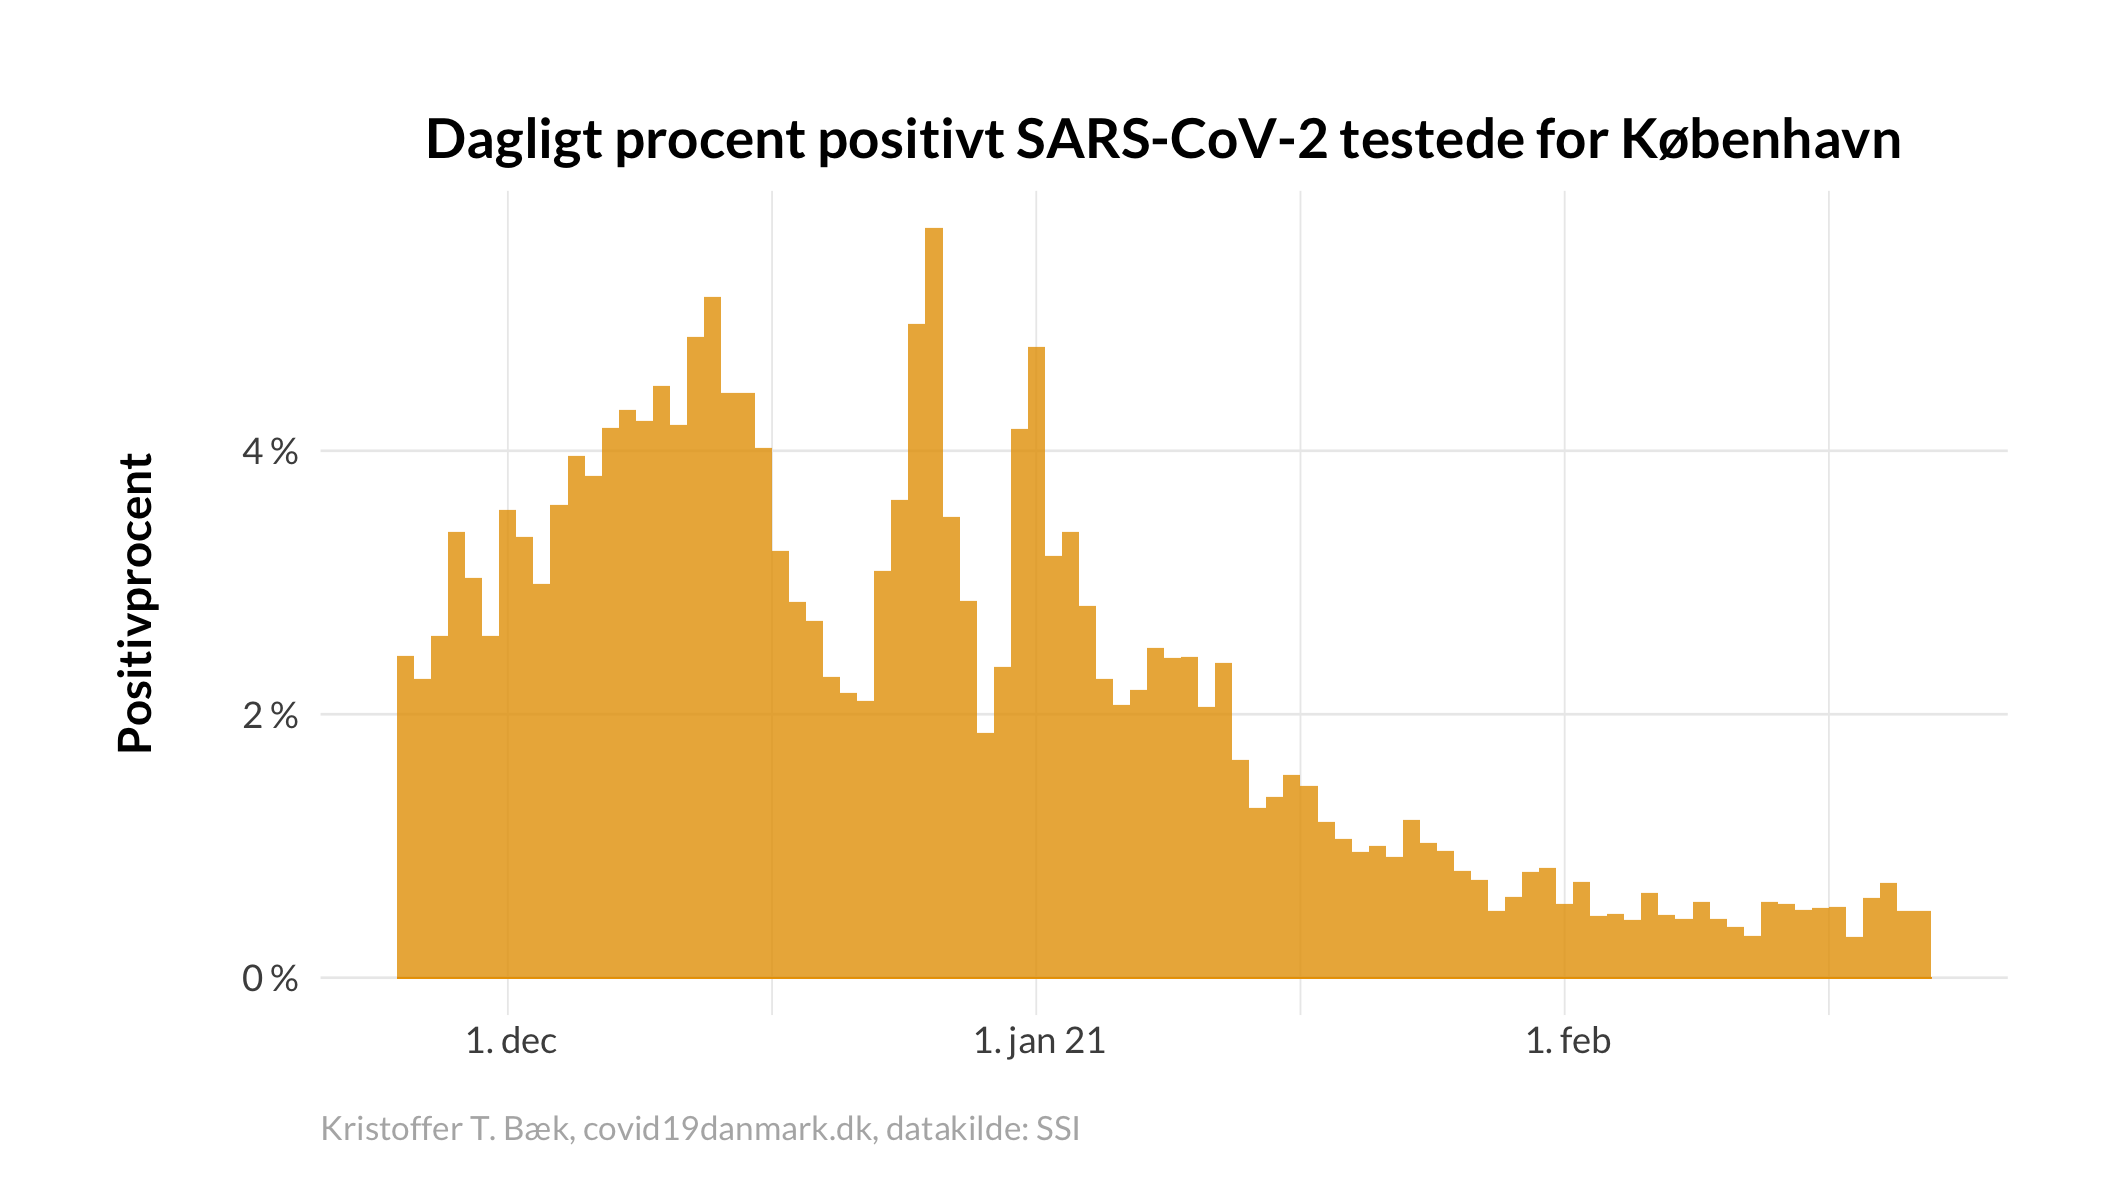 Dagligt procent positivt SARS-CoV-2 testede for København
Positivprocent
4 %
2 %
0 %
1. dec
1. jan 21
1. feb
Kristoffer T. Bæk, covid19danmark.dk, datakilde: SSI